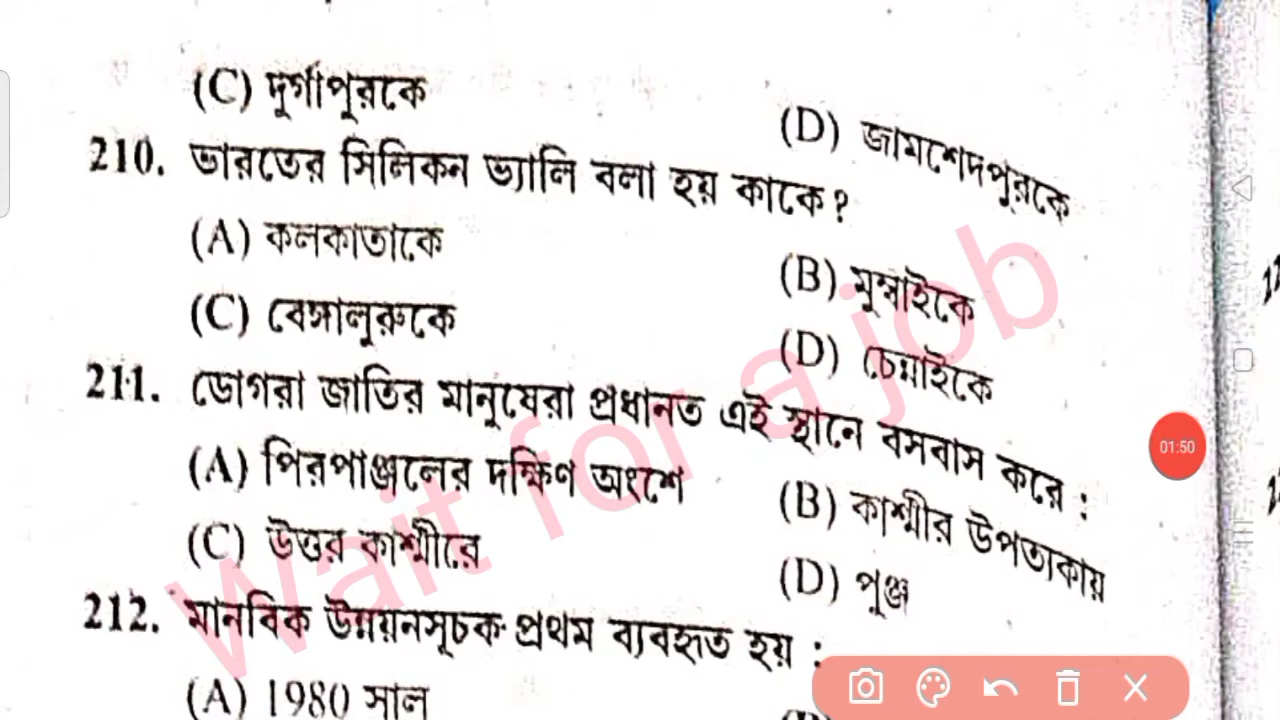 (C) দুর্গাপুরকে
(D) জামশেদপুরকে
210. ভারতের সিলিকন ভ্যালি বলা হয় কাকে?
(A) কলকাতাকে
(B) মুম্বাইকে
(C) বেঙ্গালুরুকে
(D) চেন্নাইকে
211. ডোগরা জাতির মানুষেরা প্রধানত এই স্থানে বসবাস করে :
(A) পিরপাঞ্জলের দক্ষিণ অংশে
(B) কাশ্মীর উপত্যকায়
(C) উত্তর কাশ্মীরে
(D) পুঞ্জ
212. মানবিক উন্নয়নসূচক প্রথম ব্যবহৃত হয় :
(A) 1980 সাল
Wait for a job
01:50